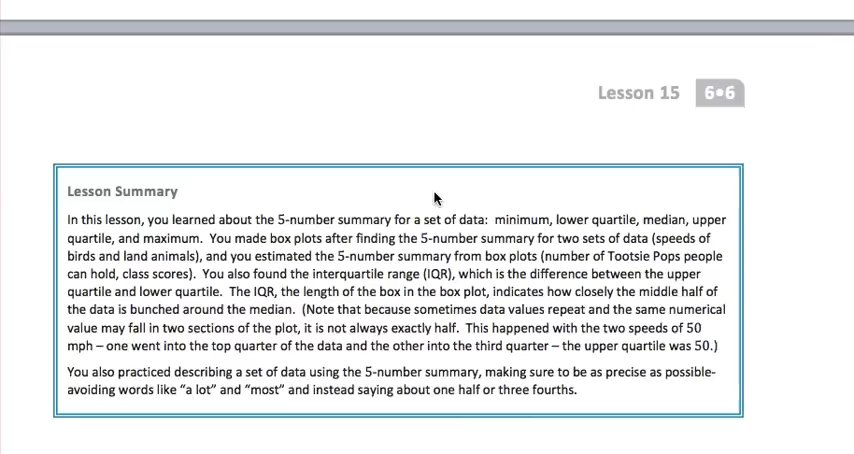 Lesson 15 6•6
Lesson Summary
In this lesson, you learned about the 5-number summary for a set of data:  minimum, lower quartile, median, upper
quartile, and maximum.  You made box plots after finding the 5-number summary for two sets of data (speeds of
birds and land animals), and you estimated the 5-number summary from box plots (number of Tootsie Pops people
can hold, class scores).  You also found the interquartile range (IQR), which is the difference between the upper
quartile and lower quartile.  The IQR, the length of the box in the box plot, indicates how closely the middle half of
the data is bunched around the median.  (Note that because sometimes data values repeat and the same numerical
value may fall in two sections of the plot, it is not always exactly half.  This happened with the two speeds of 50
mph – one went into the top quarter of the data and the other into the third quarter – the upper quartile was 50.)
You also practiced describing a set of data using the 5-number summary, making sure to be as precise as possible-
avoiding words like “a lot” and “most” and instead saying about one half or three fourths.